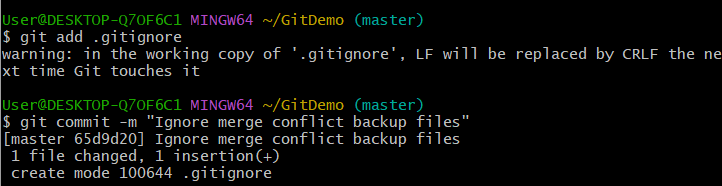 User@DESKTOP-Q7OF6C1 MINGW64 ~/GitDemo (master)
$ git add .gitignore
warning: in the working copy of '.gitignore', LF will be replaced by CRLF the ne
xt time Git touches it
User@DESKTOP-Q7OF6C1 MINGW64 ~/GitDemo (master)
$ git commit -m "Ignore merge conflict backup files"
[master 65d9d20] Ignore merge conflict backup files
 1 file changed, 1 insertion(+)
 create mode 100644 .gitignore